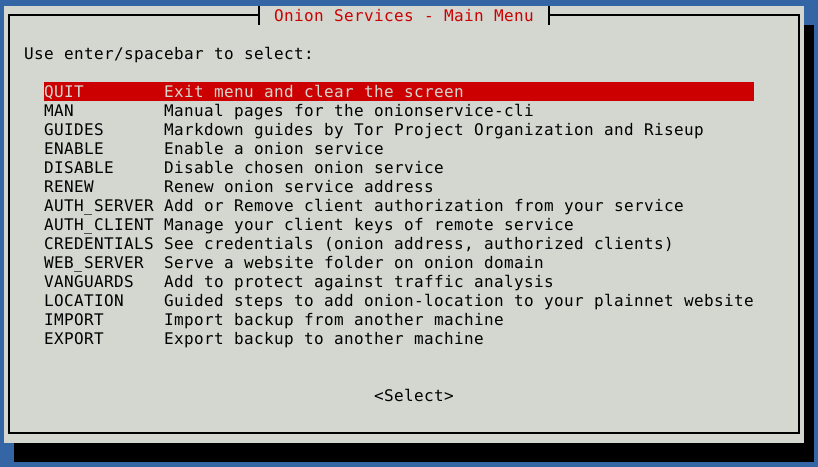 Onion Services - Main Menu
Use enter/spacebar to select:
QUIT Exit menu and clear the screen
MAN Manual pages for the onionservice-cli
GUIDES Markdown guides by Tor Project Organization and Riseup
ENABLE Enable a onion service
DISABLE Disable chosen onion service
RENEW Renew onion service address
AUTH_SERVER Add or Remove client authorization from your service
AUTH_CLIENT Manage your client keys of remote service
CREDENTIALS See credentials (onion address, authorized clients)
WEB_SERVER Serve a website folder on onion domain
VANGUARDS Add to protect against traffic analysis
LOCATION Guided steps to add onion-location to your plainnet website
IMPORT Import backup from another machine
EXPORT Export backup to another machine
<Select>